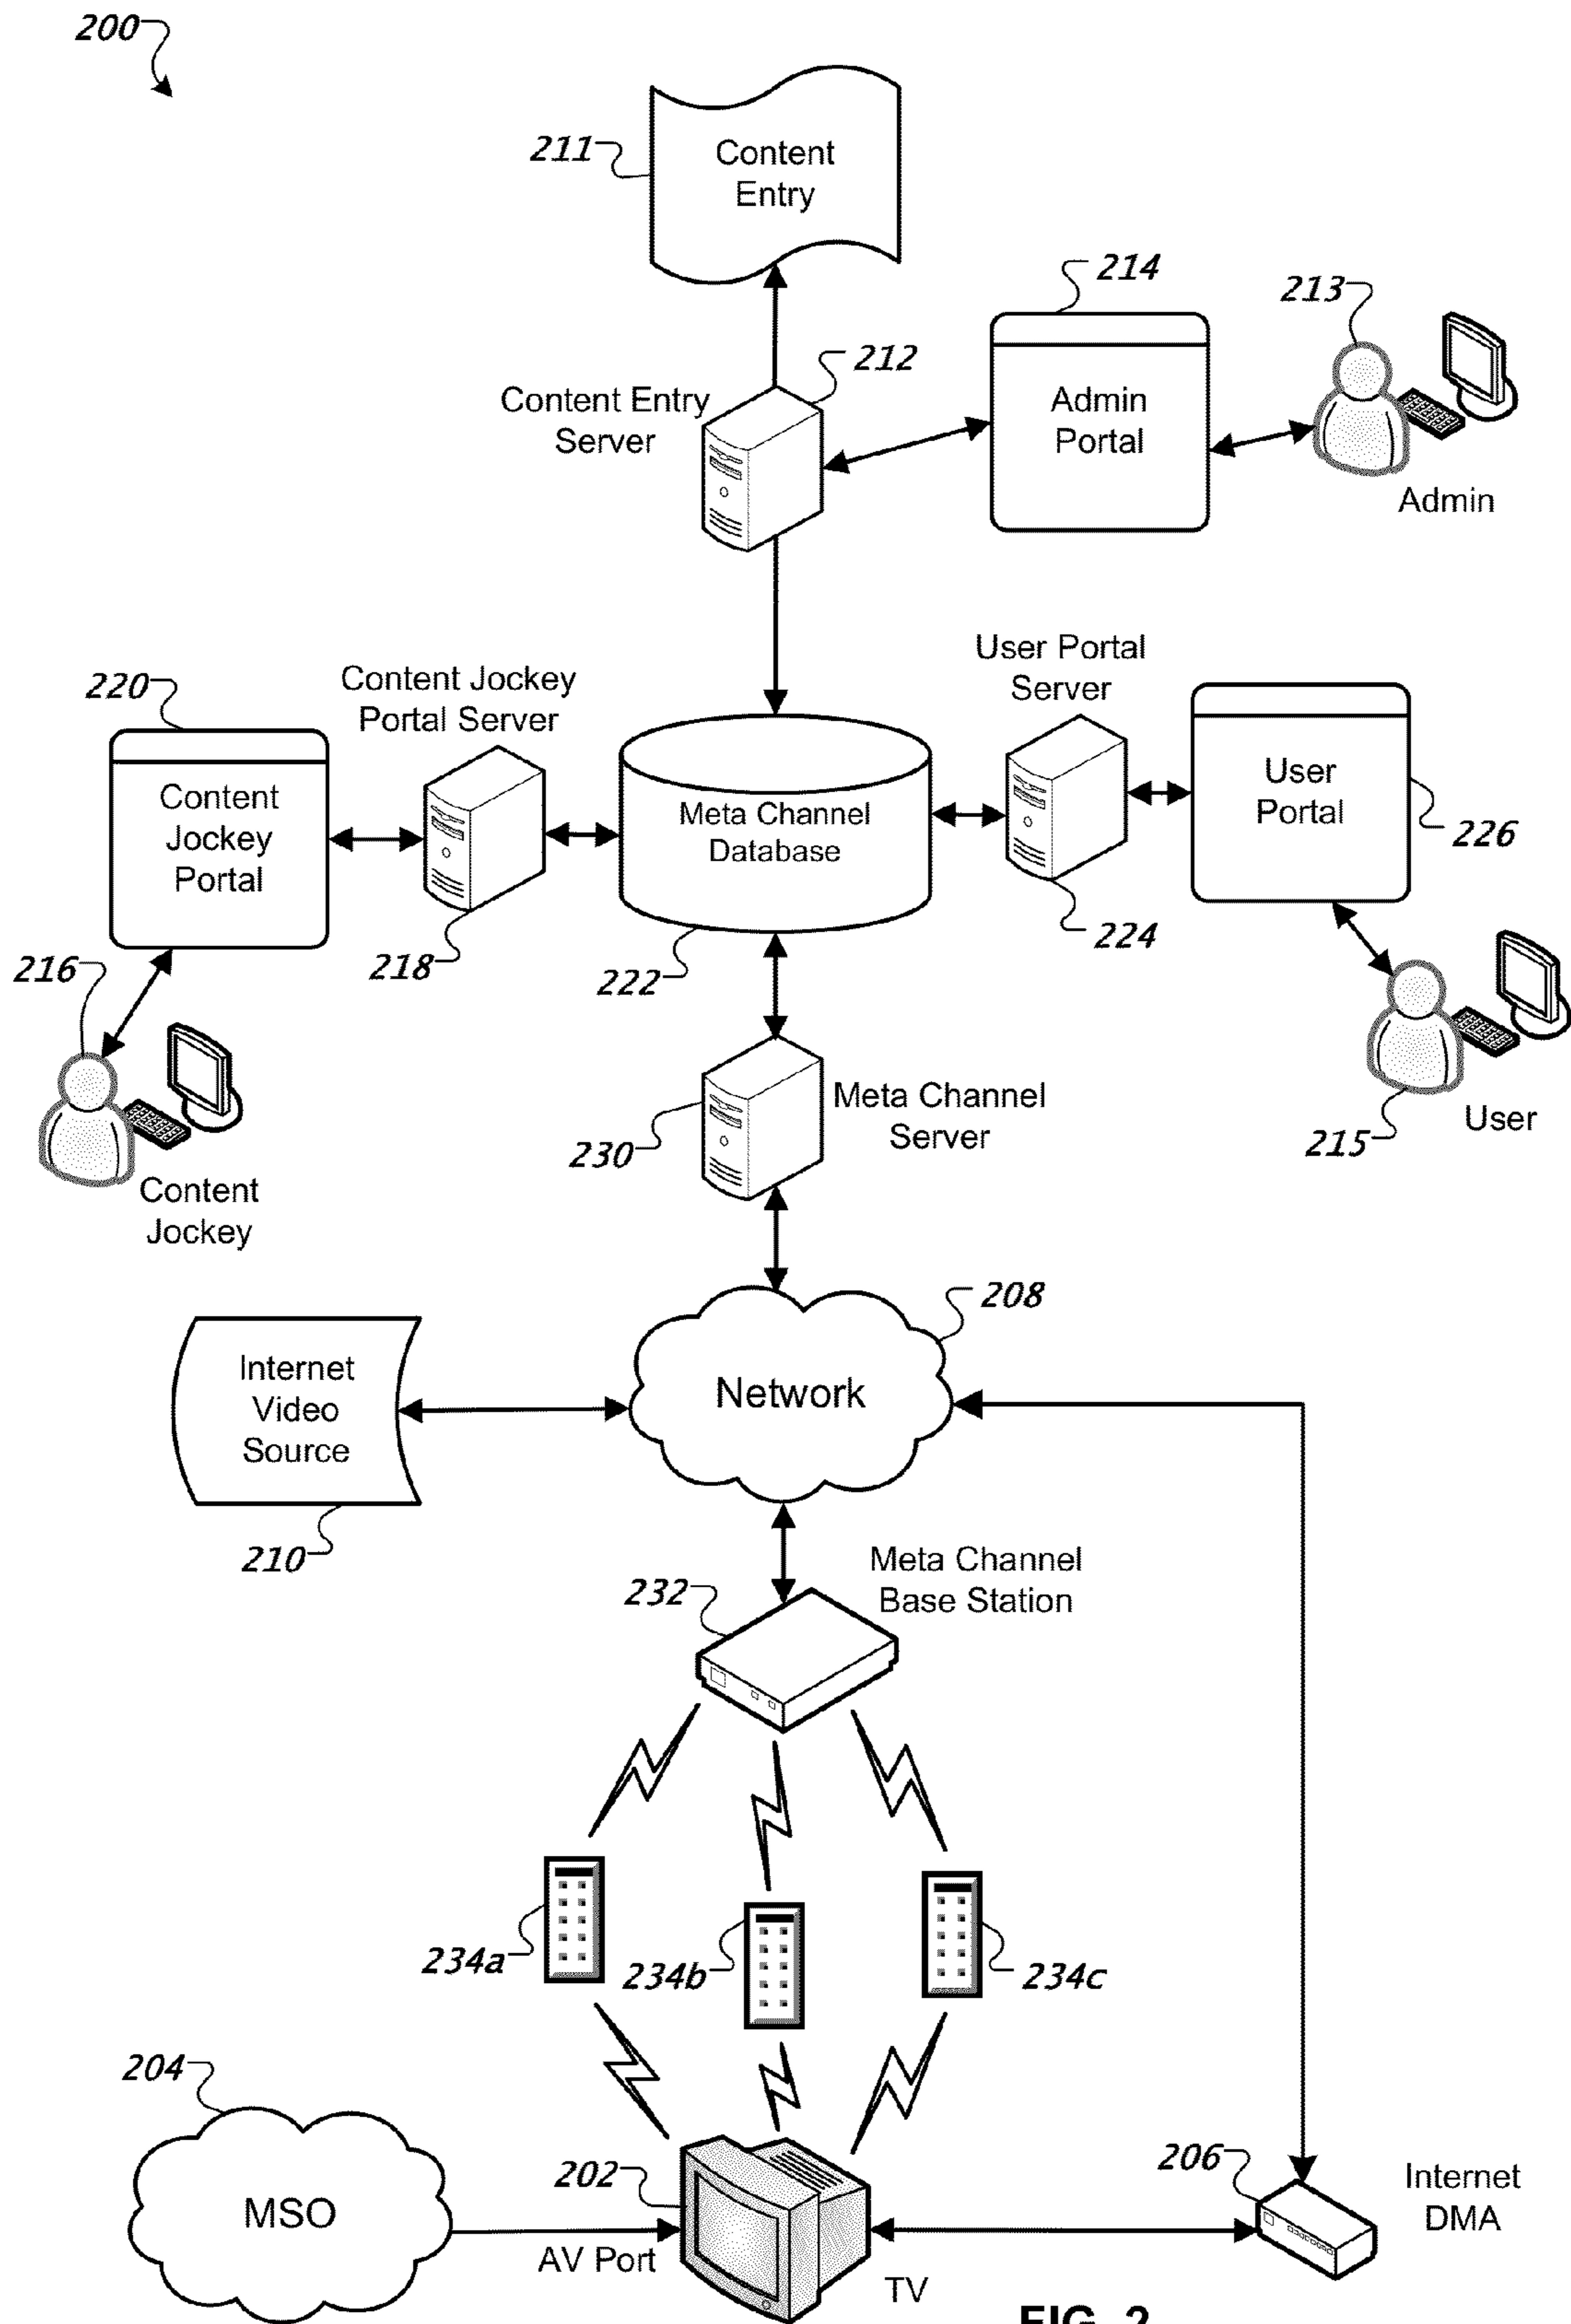 200
211
Content
Entry
214
213
212
Content Entry
Server
Admin
Portal
Admin
220
Content Jockey
Portal Server
User Portal
Server
Content
Jockey
Portal
Meta Channel
Database
User
Portal
226
216
218
222
224
Content
Jockey
230
Meta Channel
Server
215
User
208
Internet
Video
Source
Network
210
232
Meta Channel
Base Station
234a
234b
234c
204
MSO
202
AV Port
TV
206
Internet
DMA
FIG. 2